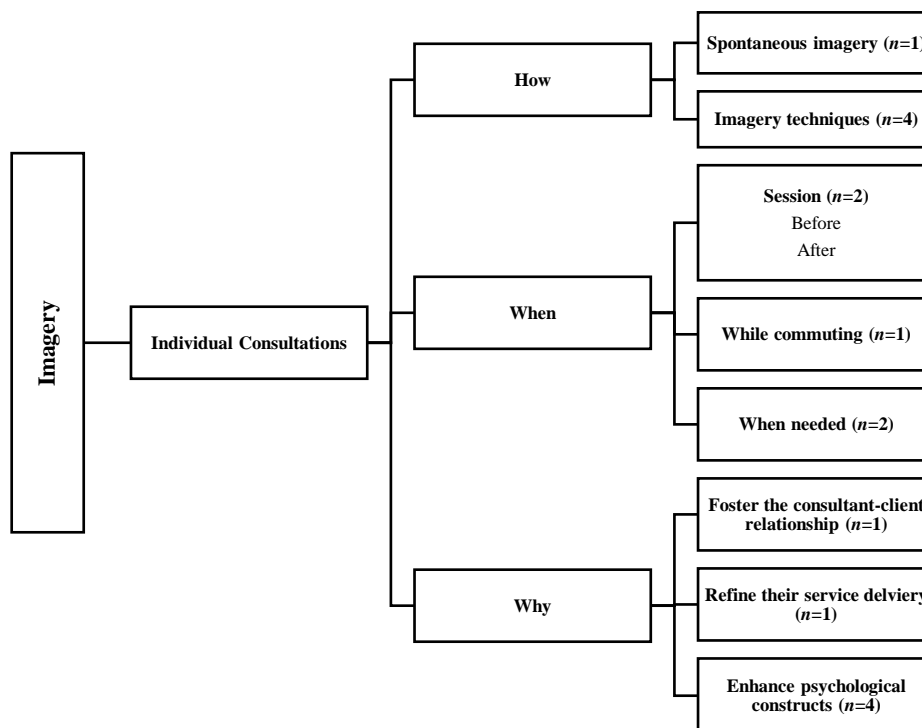 Imagery
Individual Consultations
How
Spontaneous imagery (n=1)
Imagery techniques (n=4)
When
Session (n=2)
Before
After
While commuting (n=1)
When needed (n=2)
Why
Foster the consultant-client
relationship (n=1)
Refine their service delviery
(n=1)
Enhance psychological
constructs (n=4)